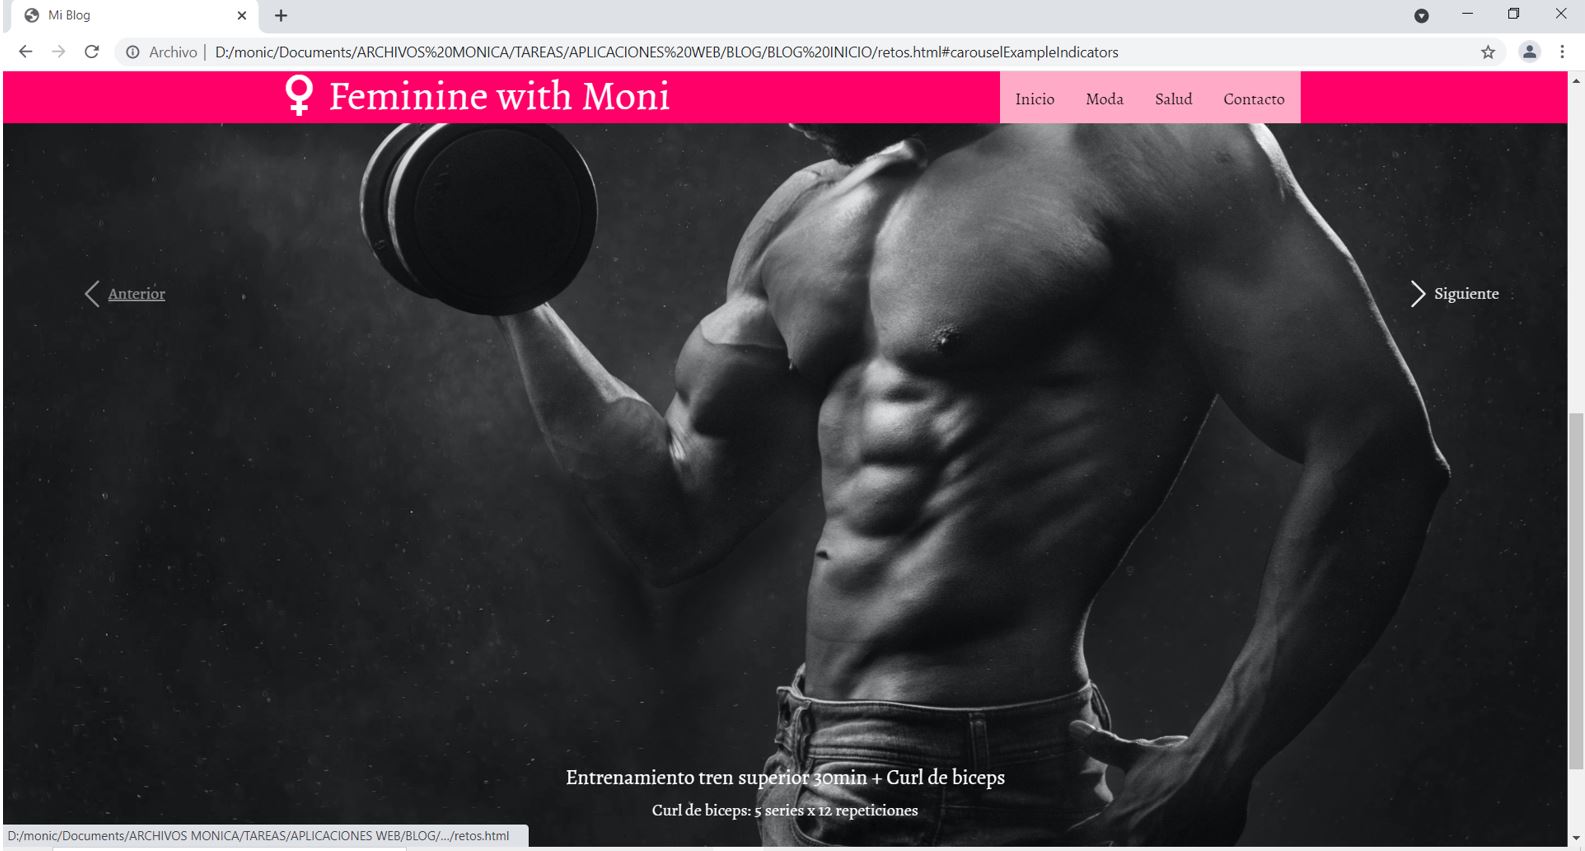 Mi Blog
Archivo | D:/monic/Documents/ARCHIVOS%20MONICA/TAREAS/APLICACIONES%20WEB/BLOG/BLOG%20INICIO/retos.html#carouselExampleIndicators
Feminine with Moni
Inicio Moda Salud Contacto
Anterior
Siguiente
Entrenamiento tren superior 30min + Curl de biceps
Curl de biceps: 5 series x 12 repeticiones
D:/monic/Documents/ARCHIVOS MONICA/TAREAS/APLICACIONES WEB/BLOG/.../retos.html